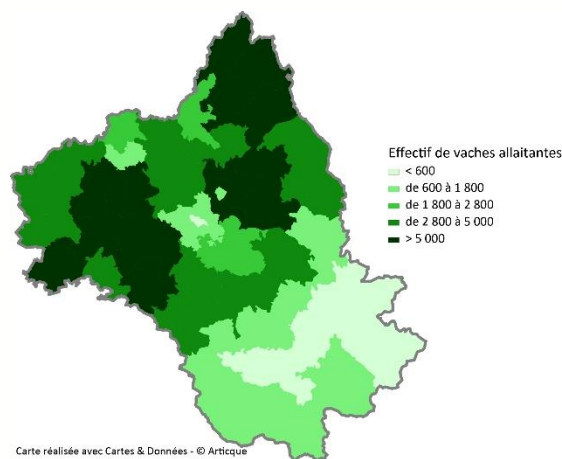 Effectif de vaches allaitantes
< 600
de 600 à 1 800
de 1 800 à 2 800
de 2 800 à 5 000
> 5 000
Carte réalisée avec Cartes & Données - © Articque